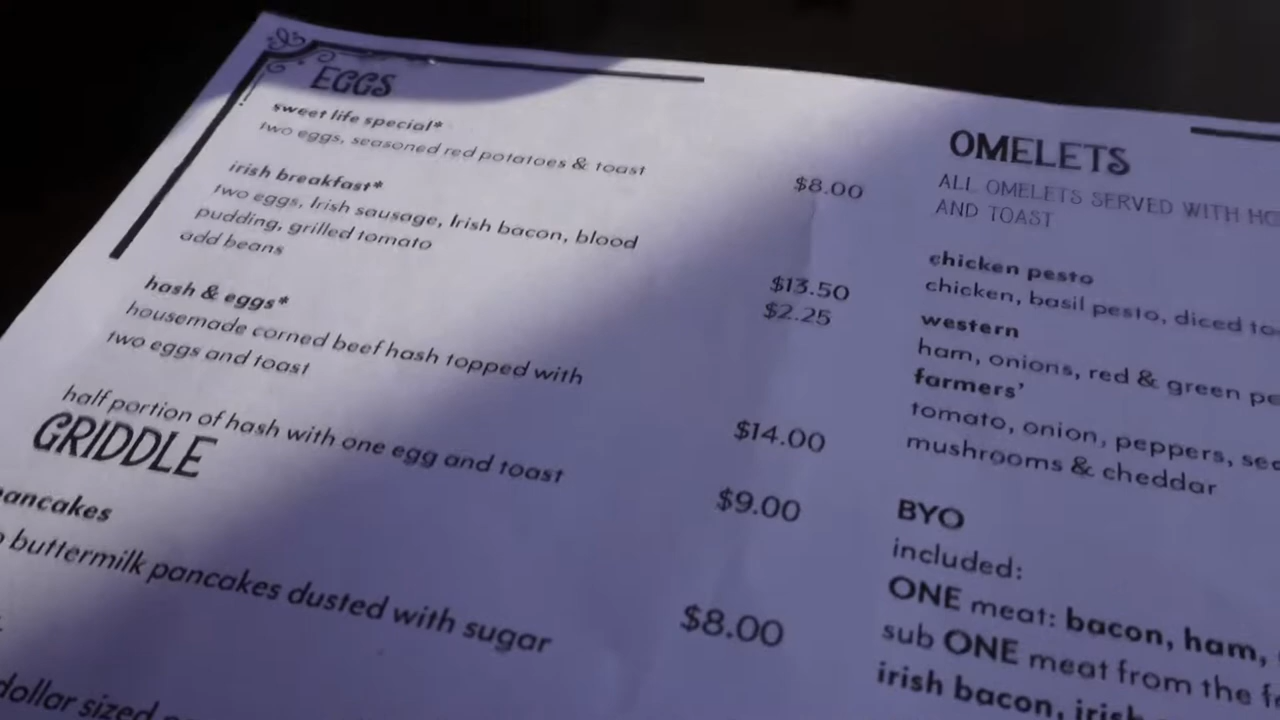 EGGS
sweet life special*
two eggs, seasoned red potatoes & toast
$8.00
irish breakfast*
two eggs, Irish sausage, Irish bacon, blood
pudding, grilled tomato
$13.50
add beans
$2.25
hash & eggs*
housemade corned beef hash topped with
two eggs and toast
$14.00
half portion of hash with one egg and toast
$9.00
GRIDDLE
pancakes
buttermilk pancakes dusted with sugar
$8.00
dollar sized
OMELETS
ALL OMELETS SERVED WITH
AND TOAST
chicken pesto
chicken, basil pesto, diced
western
ham, onions, red & green
farmers'
tomato, onion, peppers,
mushrooms & cheddar
BYO
included:
ONE meat: bacon, ham,
sub ONE meat from the
irish bacon,